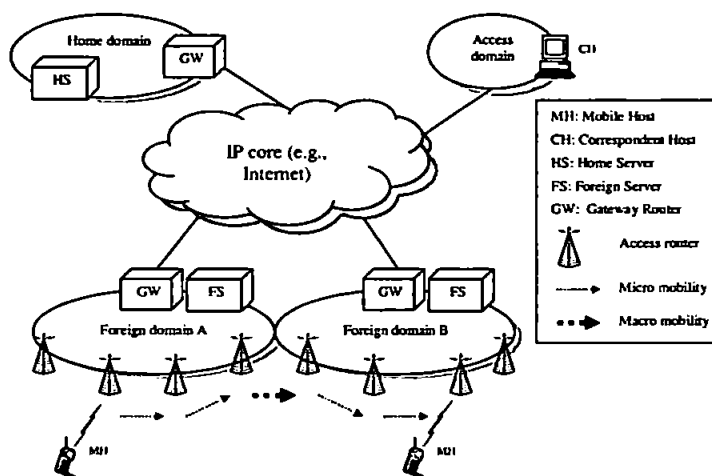 Home domain
GW
HS
Access domain
CH
IP core (e.g., Internet)
MH: Mobile Host
CH: Correspondent Host
HS: Home Server
FS: Foreign Server
GW: Gateway Router
Access router
Micro mobility
Macro mobility
GW
FS
Foreign domain A
GW
FS
Foreign domain B
MH
MH